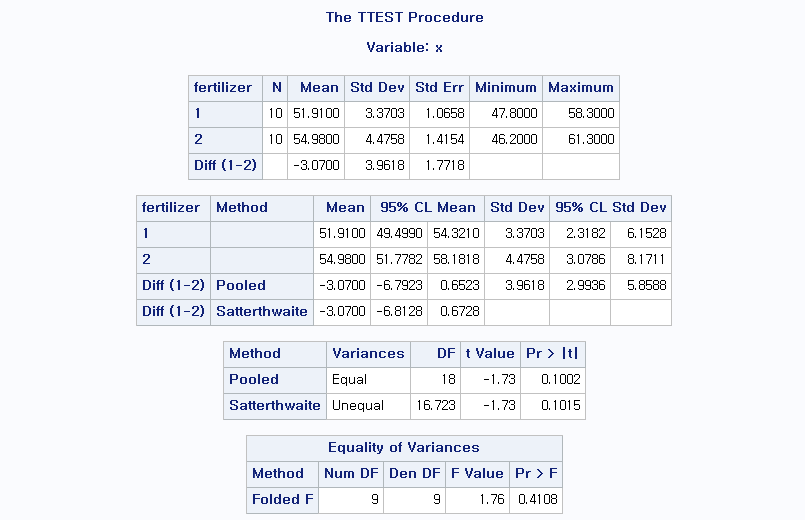 The TTEST Procedure
Variable: x
fertilizer N Mean Std Dev Std Err Minimum Maximum
1 10 51.9100 3.3703 1.0658 47.8000 58.3000
2 10 54.9800 4.4758 1.4154 46.2000 61.3000
Diff (1-2) -3.0700 3.9618 1.7718
fertilizer Method Mean 95% CL Mean Std Dev 95% CL Std Dev
1 51.9100 49.4990 54.3210 3.3703 2.3182 6.1528
2 54.9800 51.7782 58.1818 4.4758 3.0786 8.1711
Diff (1-2) Pooled -3.0700 -6.7923 0.6523 3.9618 2.9936 5.8588
Diff (1-2) Satterthwaite -3.0700 -6.8128 0.6728
Method Variances DF t Value Pr > |t|
Pooled Equal 18 -1.73 0.1002
Satterthwaite Unequal 16.723 -1.73 0.1015
Equality of Variances
Method Num DF Den DF F Value Pr > F
Folded F 9 9 1.76 0.4108